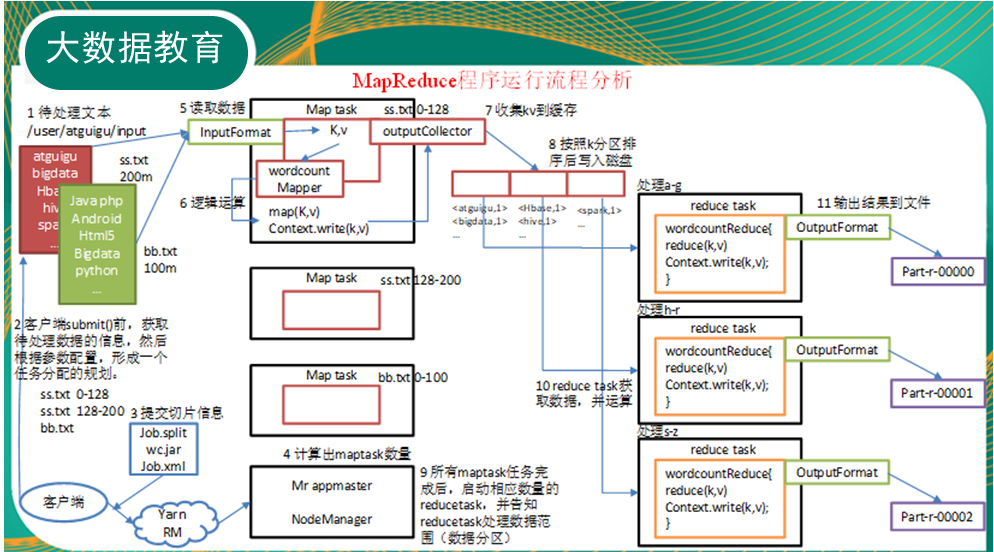 大数据教育
MapReduce程序运行流程分析
1 待处理文本
/user/atguigu/input
atguigu
bigdata
Hba
hiv
spa
...
ss.txt
200m
Java php
Android
Html5
Bigdata
python
...
bb.txt
100m
2 客户端submit()前，获取
待处理数据的信息，然后
根据参数配置，形成一个
任务分配的规划。
ss.txt 0-128
ss.txt 128-200
bb.txt
3 提交切片信息
Job.split
wc.jar
Job.xml
客户端
Yarn
RM
4 计算出maptask数量
Mr appmaster
NodeManager
5 读取数据
InputFormat
Map task
ss.txt 0-128
K,v
outputCollector
wordcount
Mapper
6 逻辑运算
map(K,v)
Context.write(k,v)
Map task
ss.txt 128-200
Map task
bb.txt 0-100
7 收集kv到缓存
8 按照k分区排
序后写入磁盘
<atguigu,1>
<bigdata,1>
...
<Hbase,1>
<hive,1>
...
<spark,1>
...
9 所有maptask任务完
成后，启动相应数量的
reducetask，并告知
reducetask处理数据范
围（数据分区）
10 reduce task获
取数据，并运算
处理a-g
reduce task
wordcountReduce{
reduce(k,v)
Context.write(k,v);
}
OutputFormat
11 输出结果到文件
Part-r-00000
处理h-r
reduce task
wordcountReduce{
reduce(k,v)
Context.write(k,v);
}
OutputFormat
Part-r-00001
处理s-z
reduce task
wordcountReduce{
reduce(k,v)
Context.write(k,v);
}
OutputFormat
Part-r-00002